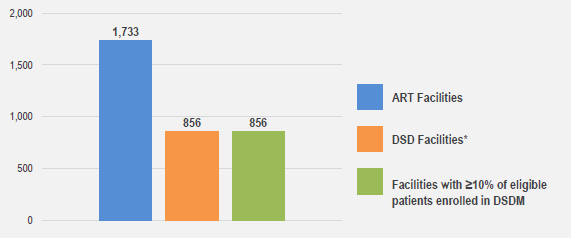 2,000
1,733
1,500
1,000
856
856
500
0
ART Facilities
DSD Facilities*
Facilities with ≥10% of eligible
patients enrolled in DSDM